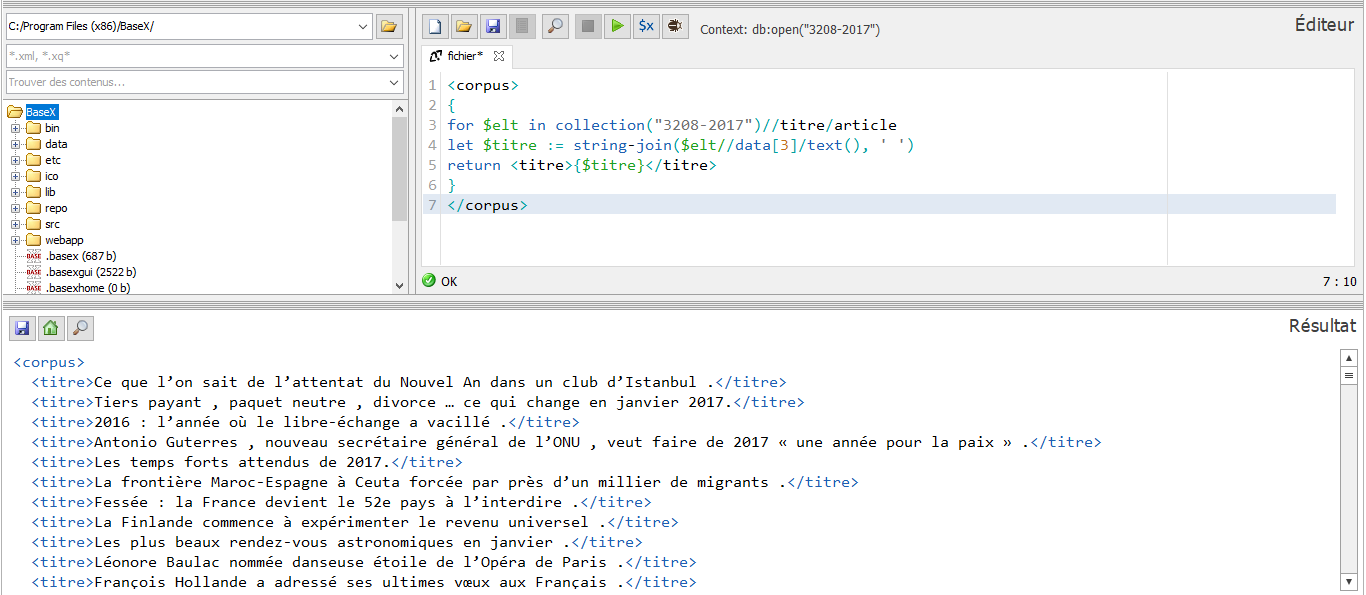 C:/Program Files (x86)/BaseX/
*.xml, *.xq*
Trouver des contenus...
BaseX
bin
data
etc
ico
lib
repo
src
webapp
.basex (687 b)
.basexgui (2522 b)
.basexhome (0 b)
$x
Context: db:open("3208-2017")
Éditeur
fichier*
1 <corpus>
2 {
3 for $elt in collection("3208-2017")//titre/article
4 let $titre := string-join($elt//data[3]/text(), ' ')
5 return <titre>{$titre}</titre>
6 }
7 </corpus>
OK
7 : 10
Résultat
<corpus>
<titre>Ce que l’on sait de l’attentat du Nouvel An dans un club d’Istanbul .</titre>
<titre>Tiers payant , paquet neutre , divorce … ce qui change en janvier 2017.</titre>
<titre>2016 : l’année où le libre-échange a vacillé .</titre>
<titre>Antonio Guterres , nouveau secrétaire général de l’ONU , veut faire de 2017 « une année pour la paix » .</titre>
<titre>Les temps forts attendus de 2017.</titre>
<titre>La frontière Maroc-Espagne à Ceuta forcée par près d’un millier de migrants .</titre>
<titre>Fessée : la France devient le 52e pays à l’interdire .</titre>
<titre>La Finlande commence à expérimenter le revenu universel .</titre>
<titre>Les plus beaux rendez-vous astronomiques en janvier .</titre>
<titre>Léonore Baulac nommée danseuse étoile de l’Opéra de Paris .</titre>
<titre>François Hollande a adressé ses ultimes vœux aux Français .</titre>